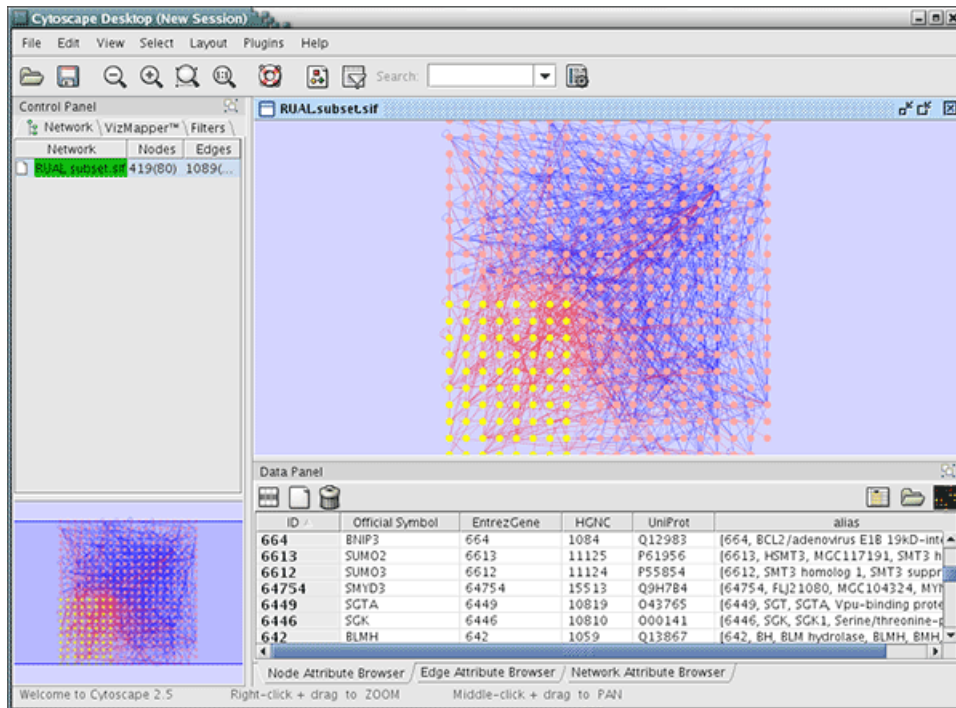 Cytoscape Desktop (New Session)
File Edit View Select Layout Plugins Help
Search:
Control Panel
Network VizMapper™ Filters
Network Nodes Edges
RUAL.subset.sif 419(80) 1089(...
RUAL.subset.sif
Data Panel
ID Official Symbol EntrezGene HGNC UniProt alias
664 BNIP3 664 1084 Q12983 [664, BCL2/adenovirus E1B 19kD-inte
6613 SUMO2 6613 11125 P61956 [6613, HSMT3, MGC117191, SMT3 h
6612 SUMO3 6612 11124 P55854 [6612, SMT3 homolog 1, SMT3 suppr
64754 SMYD3 64754 15513 Q9H7B4 [64754, FLJ21080, MGC104324, MYN
6449 SGTA 6449 10819 O43765 [6449, SGT, SGTA, Vpu-binding prote
6446 SGK 6446 10810 O00141 [6446, SGK, SGK1, Serine/threonine-p
642 BLMH 642 1059 Q13867 [642, BH, BLM hydrolase, BLMH, BMH,
Node Attribute Browser Edge Attribute Browser Network Attribute Browser
Welcome to Cytoscape 2.5 Right-click + drag to ZOOM Middle-click + drag to PAN